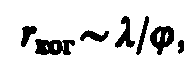 r_ког ~ λ/φ,